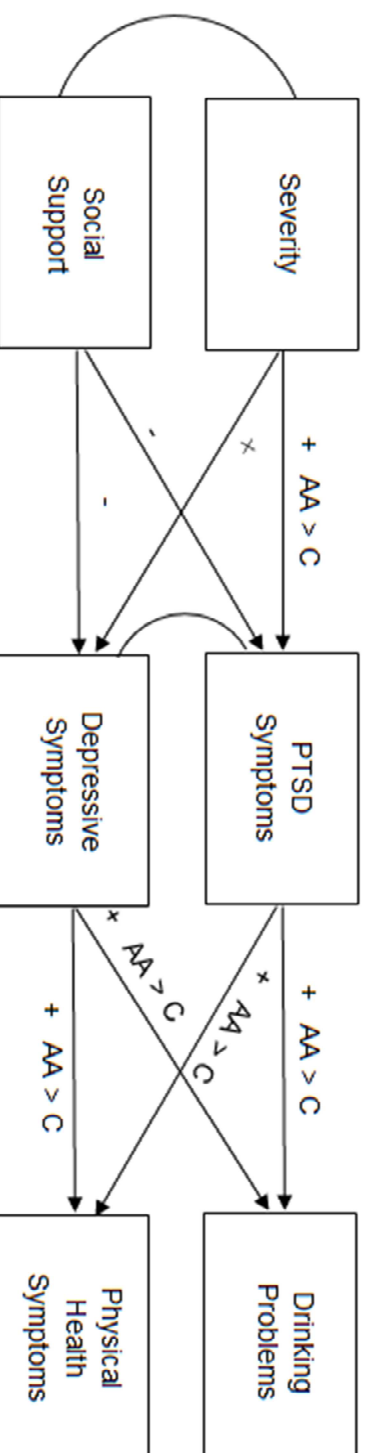 Severity
+ AA > C
PTSD
Symptoms
+ AA > C
Drinking
Problems
+
-
+ AA > C
+ AA > C
Social
Support
-
Depressive
Symptoms
+ AA > C
Physical
Health
Symptoms